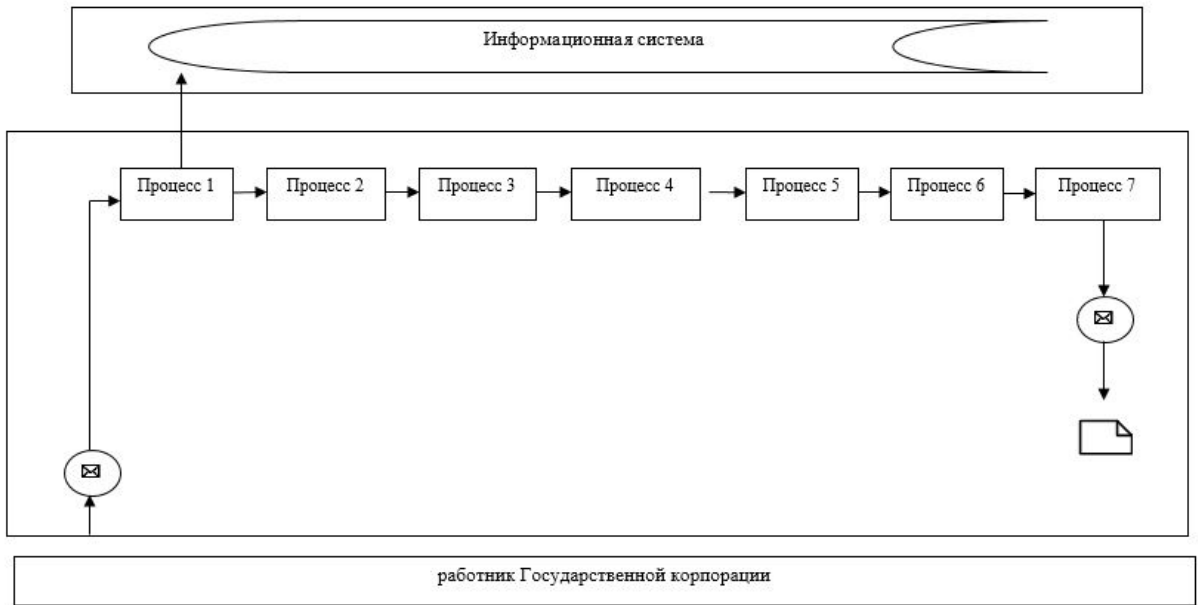 Информационная система
Процесс 1
Процесс 2
Процесс 3
Процесс 4
Процесс 5
Процесс 6
Процесс 7
работник Государственной корпорации